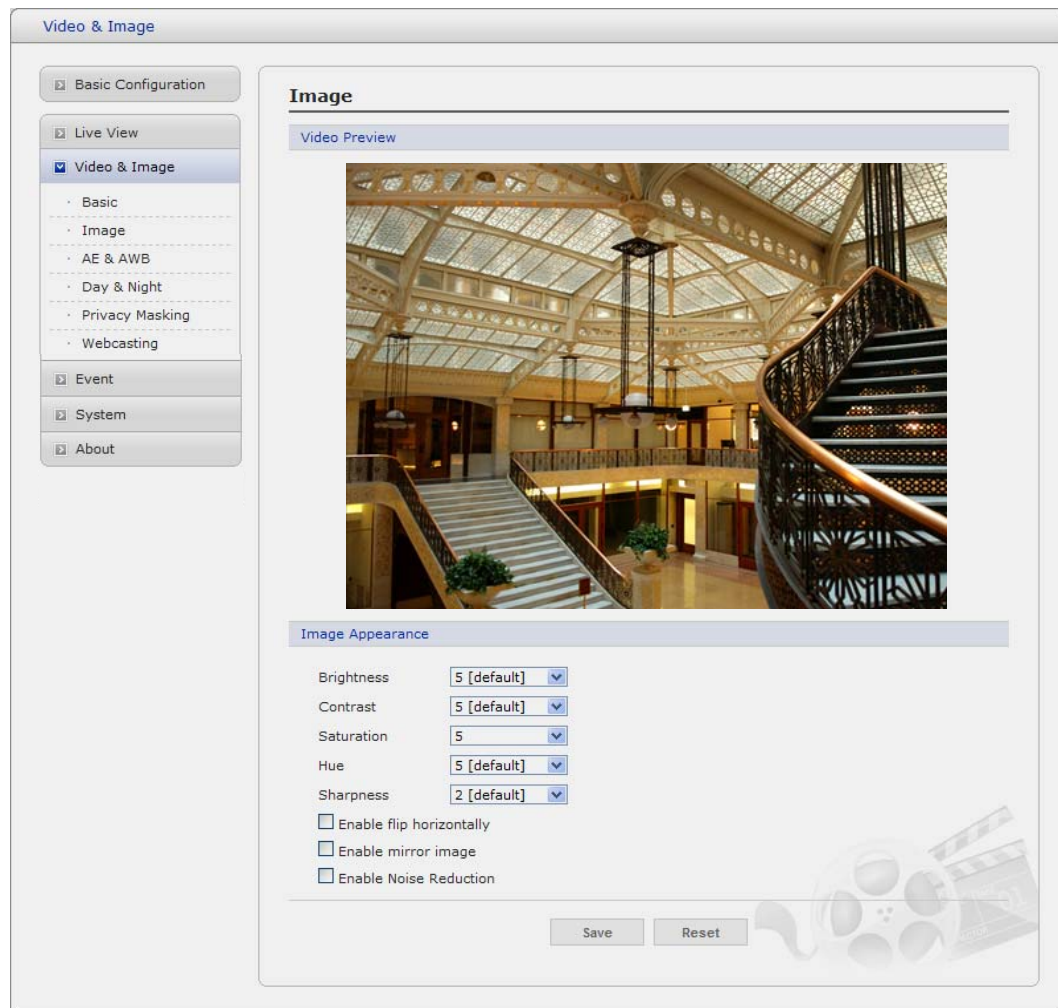 Video & Image
Basic Configuration
Live View
Video & Image
Basic
Image
AE & AWB
Day & Night
Privacy Masking
Webcasting
Event
System
About
Image
Video Preview
Image Appearance
Brightness 5 [default]
Contrast 5 [default]
Saturation 5
Hue 5 [default]
Sharpness 2 [default]
Enable flip horizontally
Enable mirror image
Enable Noise Reduction
Save Reset